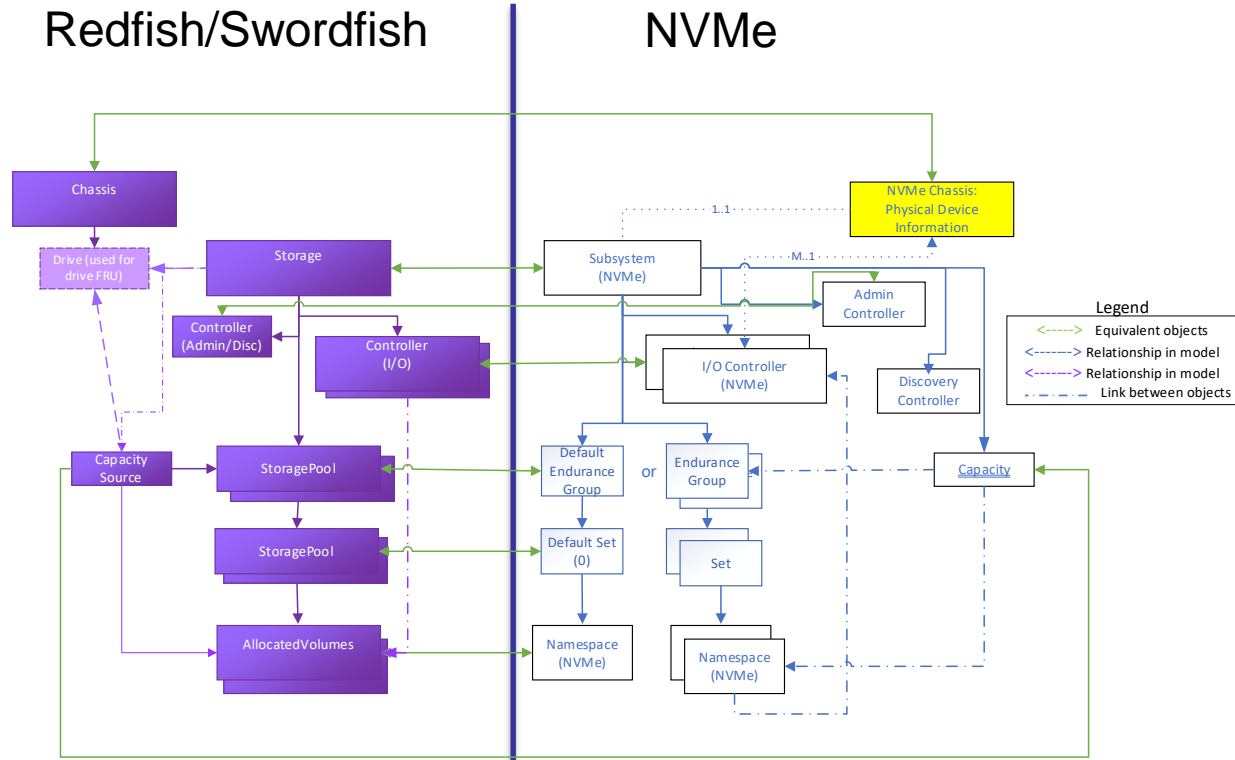 Redfish/Swordfish
NVMe
Chassis
Drive (used for
drive FRU)
Storage
Controller
(Admin/Disc)
Controller
(I/O)
Capacity
Source
StoragePool
StoragePool
AllocatedVolumes
NVMe Chassis:
Physical Device
Information
1..1
M..1
Subsystem
(NVMe)
Admin
Controller
I/O Controller
(NVMe)
Discovery
Controller
Default
Endurance
Group
or
Endurance
Group
Capacity
Default Set
(0)
Set
Namespace
(NVMe)
Namespace
(NVMe)
Legend
Equivalent objects
Relationship in model
Relationship in model
Link between objects